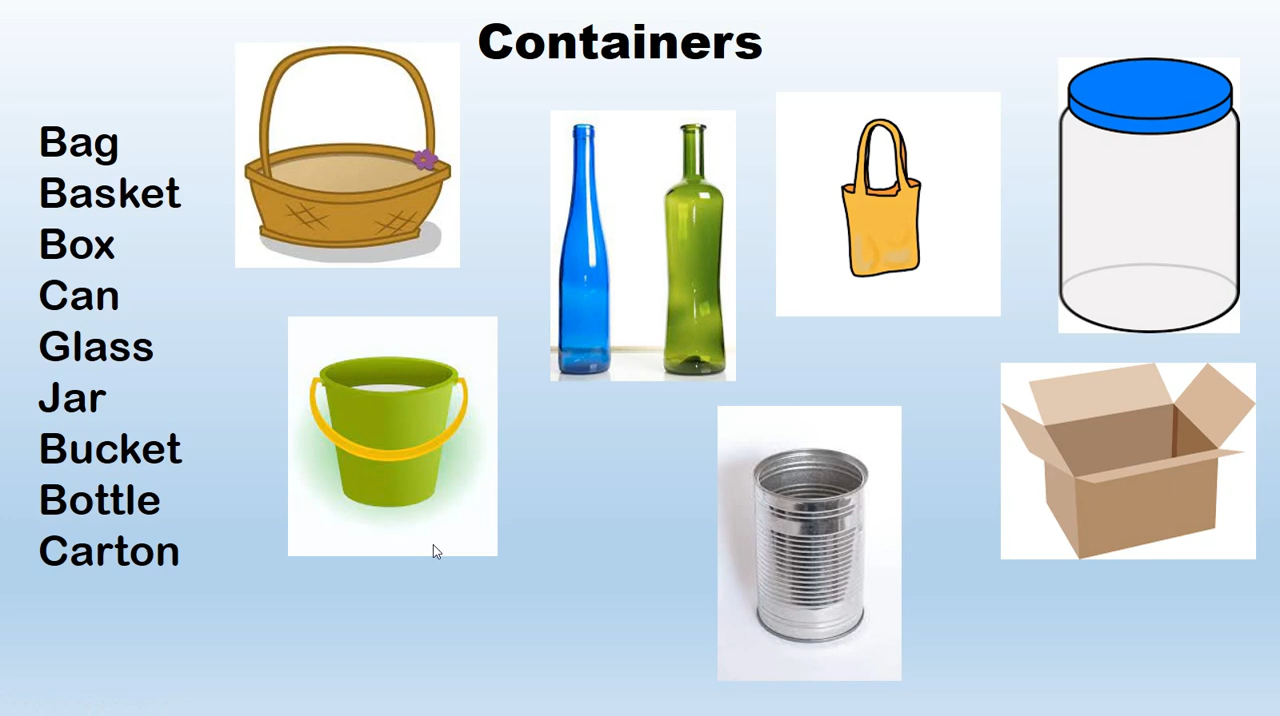 Containers
Bag
Basket
Box
Can
Glass
Jar
Bucket
Bottle
Carton